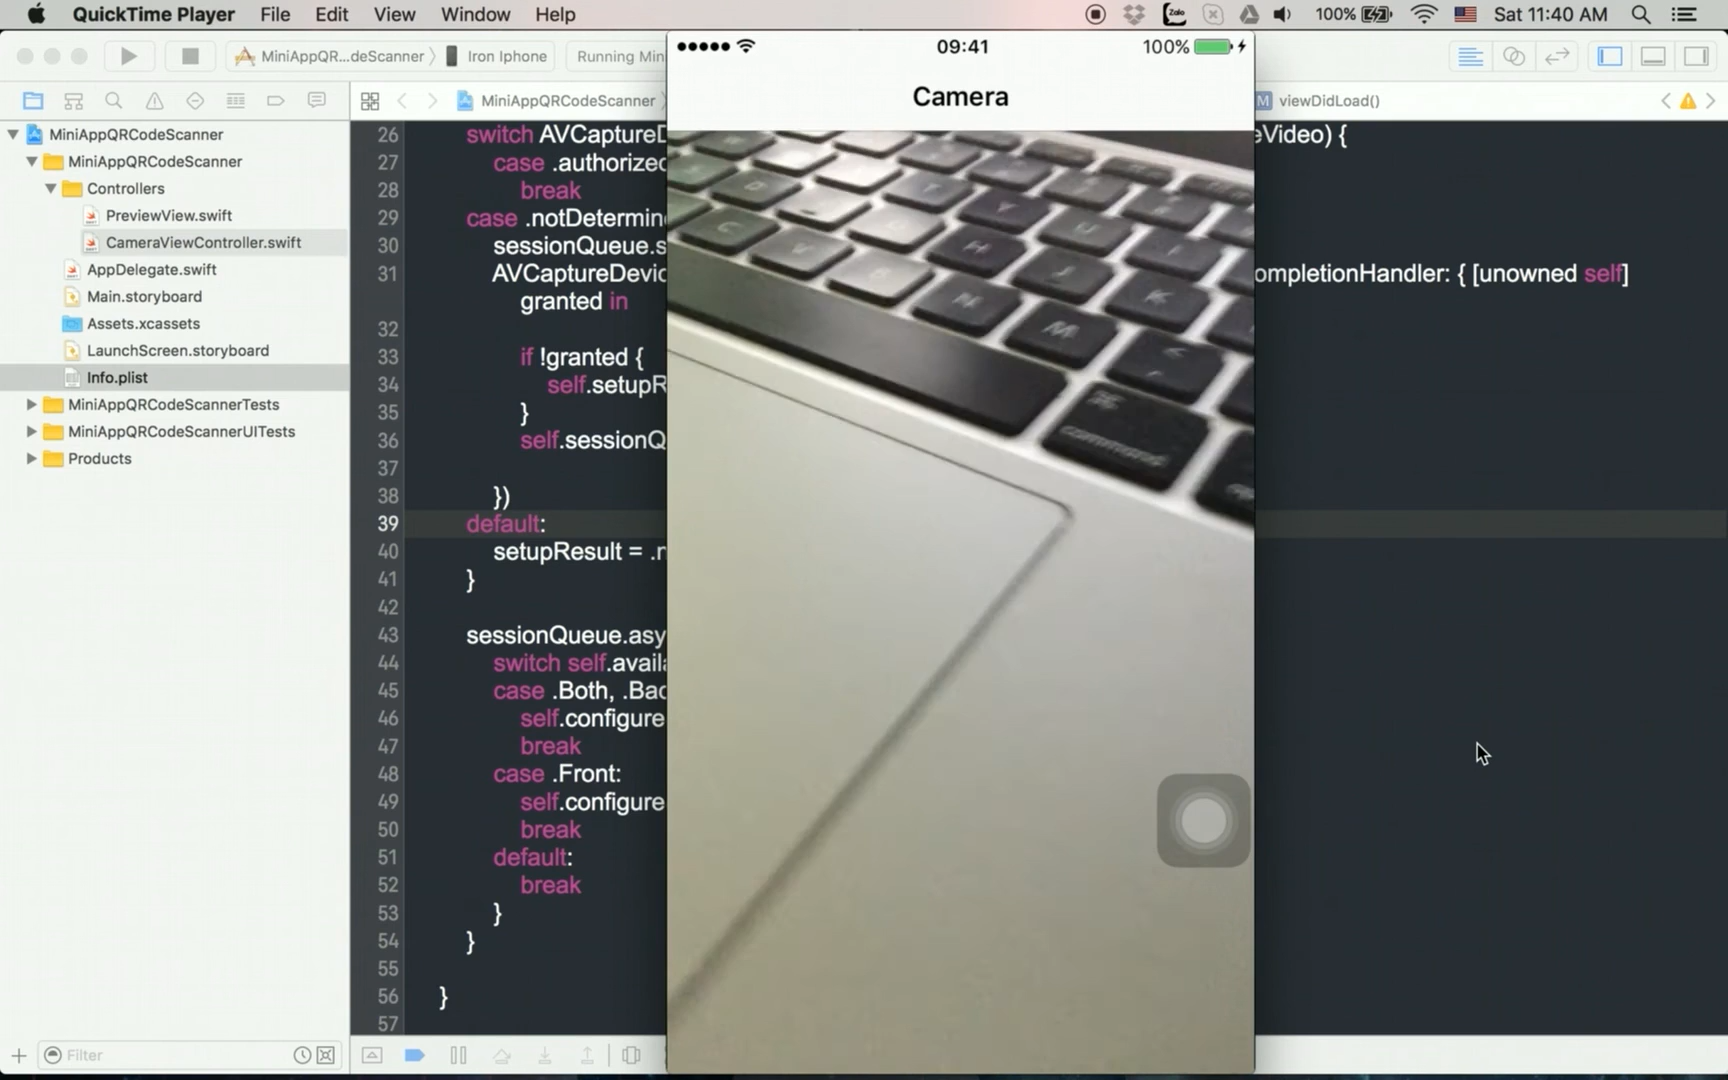 QuickTime Player File Edit View Window Help 100% Sat 11:40 AM
Zalo
MiniAppQR...deScanner Iron Iphone Running Min
MiniAppQRCodeScanner viewDidLoad()
M
MiniAppQRCodeScanner
MiniAppQRCodeScanner
Controllers
PreviewView.swift
CameraViewController.swift
AppDelegate.swift
Main.storyboard
Assets.xcassets
LaunchScreen.storyboard
Info.plist
MiniAppQRCodeScannerTests
MiniAppQRCodeScannerUITests
Products
Filter
26 switch AVCaptureD eVideo) {
27 case .authorized
28 break
29 case .notDetermin
30 sessionQueue.s
31 AVCaptureDevic ompletionHandler: { [unowned self]
granted in
32
33 if !granted {
34 self.setupR
35 }
36 self.sessionQ
37
38 })
39 default:
40 setupResult = .n
41 }
42
43 sessionQueue.asy
44 switch self.availa
45 case .Both, .Bac
46 self.configure
47 break
48 case .Front:
49 self.configure
50 break
51 default:
52 break
53 }
54 }
55
56 }
57
09:41 100%
Camera
H J K
N M
command